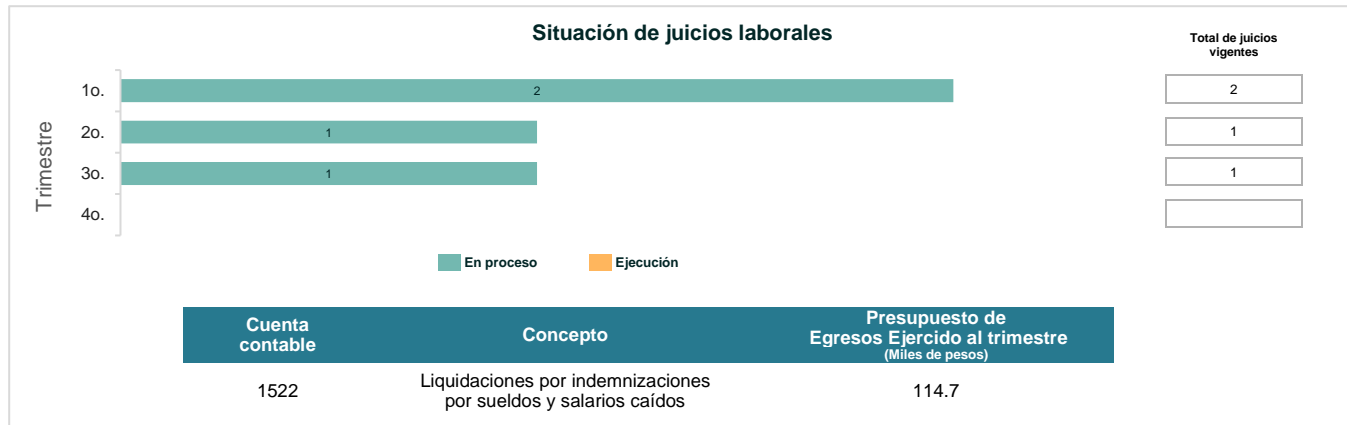 Situación de juicios laborales
Total de juicios
vigentes
Trimestre
1o.
2
2
2o.
1
1
3o.
1
1
4o.
En proceso
Ejecución
Cuenta
contable
Concepto
Presupuesto de
Egresos Ejercido al trimestre
(Miles de pesos)
1522
Liquidaciones por indemnizaciones
por sueldos y salarios caídos
114.7